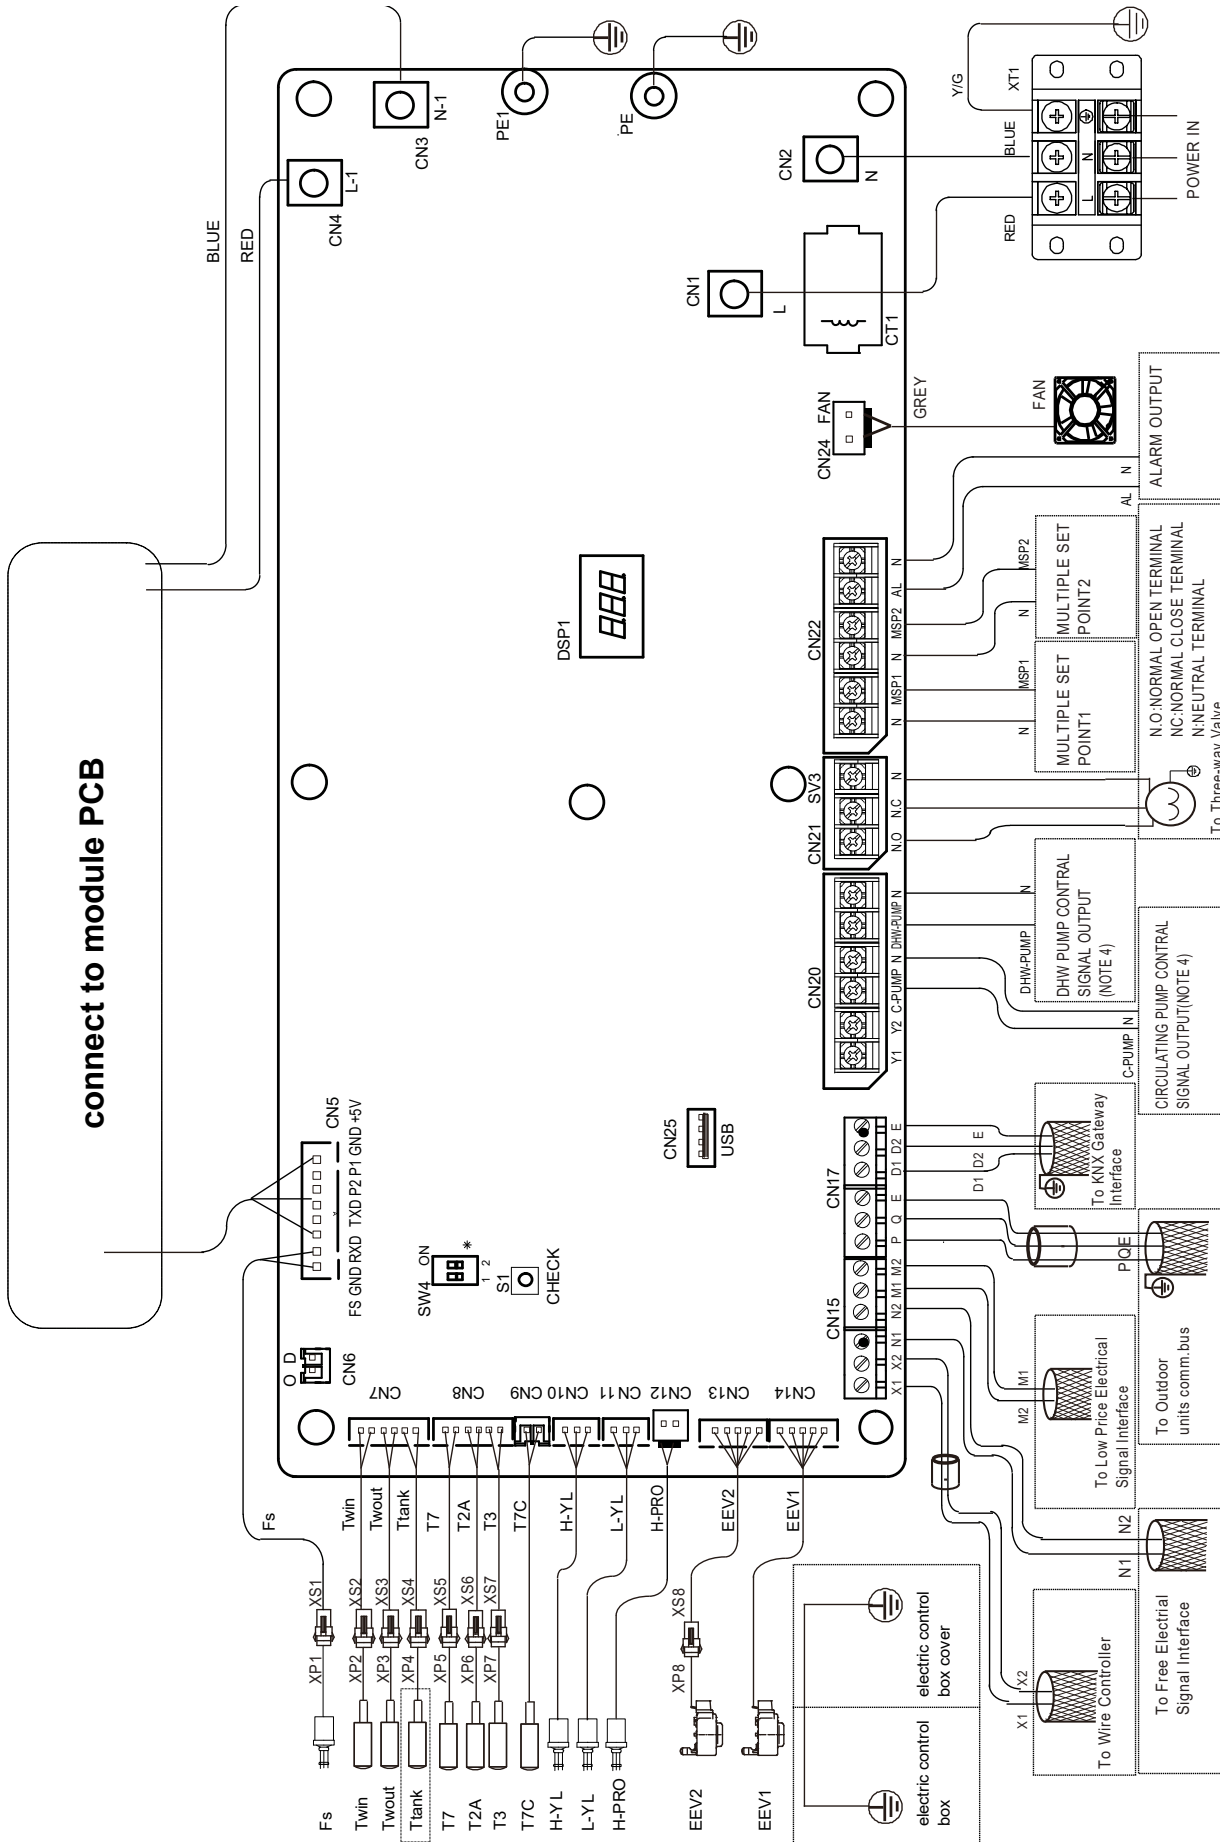 connect to module PCB
BLUE
RED
N-1
CN3
L-1
CN4
PE1
PE
Y/G
XT1
BLUE
RED
N
L
POWER IN
CN2
N
CN1
L
CT1
CN24 FAN
GREY
FAN
DSP1
CN5
FS GND RXD TXD P2 P1 GND +5V
*
O D
CN6
SW4
ON
1 2
*
S1
CHECK
CN25
USB
CN7
CN8
CN9
CN10
CN11
CN12
CN13
CN14
CN15
X1 X2 N1 N2 M1 M2
CN17
P Q E D1 D2 E
CN20
Y1 Y2 C-PUMP N DHW-PUMP N
CN21 SV3
N.O N.C N
CN22
N MSP1 N MSP2 AL N
Fs
Twin
Twout
Ttank
T7
T2A
T3
T7C
H-YL
L-YL
H-PRO
EEV2
EEV1
XS1
XS2
XS3
XS4
XS5
XS6
XS7
XS8
XP1
XP2
XP3
XP4
XP5
XP6
XP7
XP8
Fs
Twin
Twout
Ttank
T7
T2A
T3
T7C
H-YL
L-YL
H-PRO
EEV2
EEV1
electric control
box
electric control
box cover
X1 X2
To Wire Controller
N1 N2
To Free Electrial
Signal Interface
M2 M1
To Low Price Electrical
Signal Interface
PQE
To Outdoor
units comm.bus
D1 D2 E
To KNX Gateway
Interface
C-PUMP N
CIRCULATING PUMP CONTRAL
SIGNAL OUTPUT(NOTE 4)
DHW-PUMP N
DHW PUMP CONTRAL
SIGNAL OUTPUT
(NOTE 4)
To Three-way Valve
N.O:NORMAL OPEN TERMINAL
NC:NORMAL CLOSE TERMINAL
N:NEUTRAL TERMINAL
N MSP1
MULTIPLE SET
POINT1
N MSP2
MULTIPLE SET
POINT2
AL N
ALARM OUTPUT